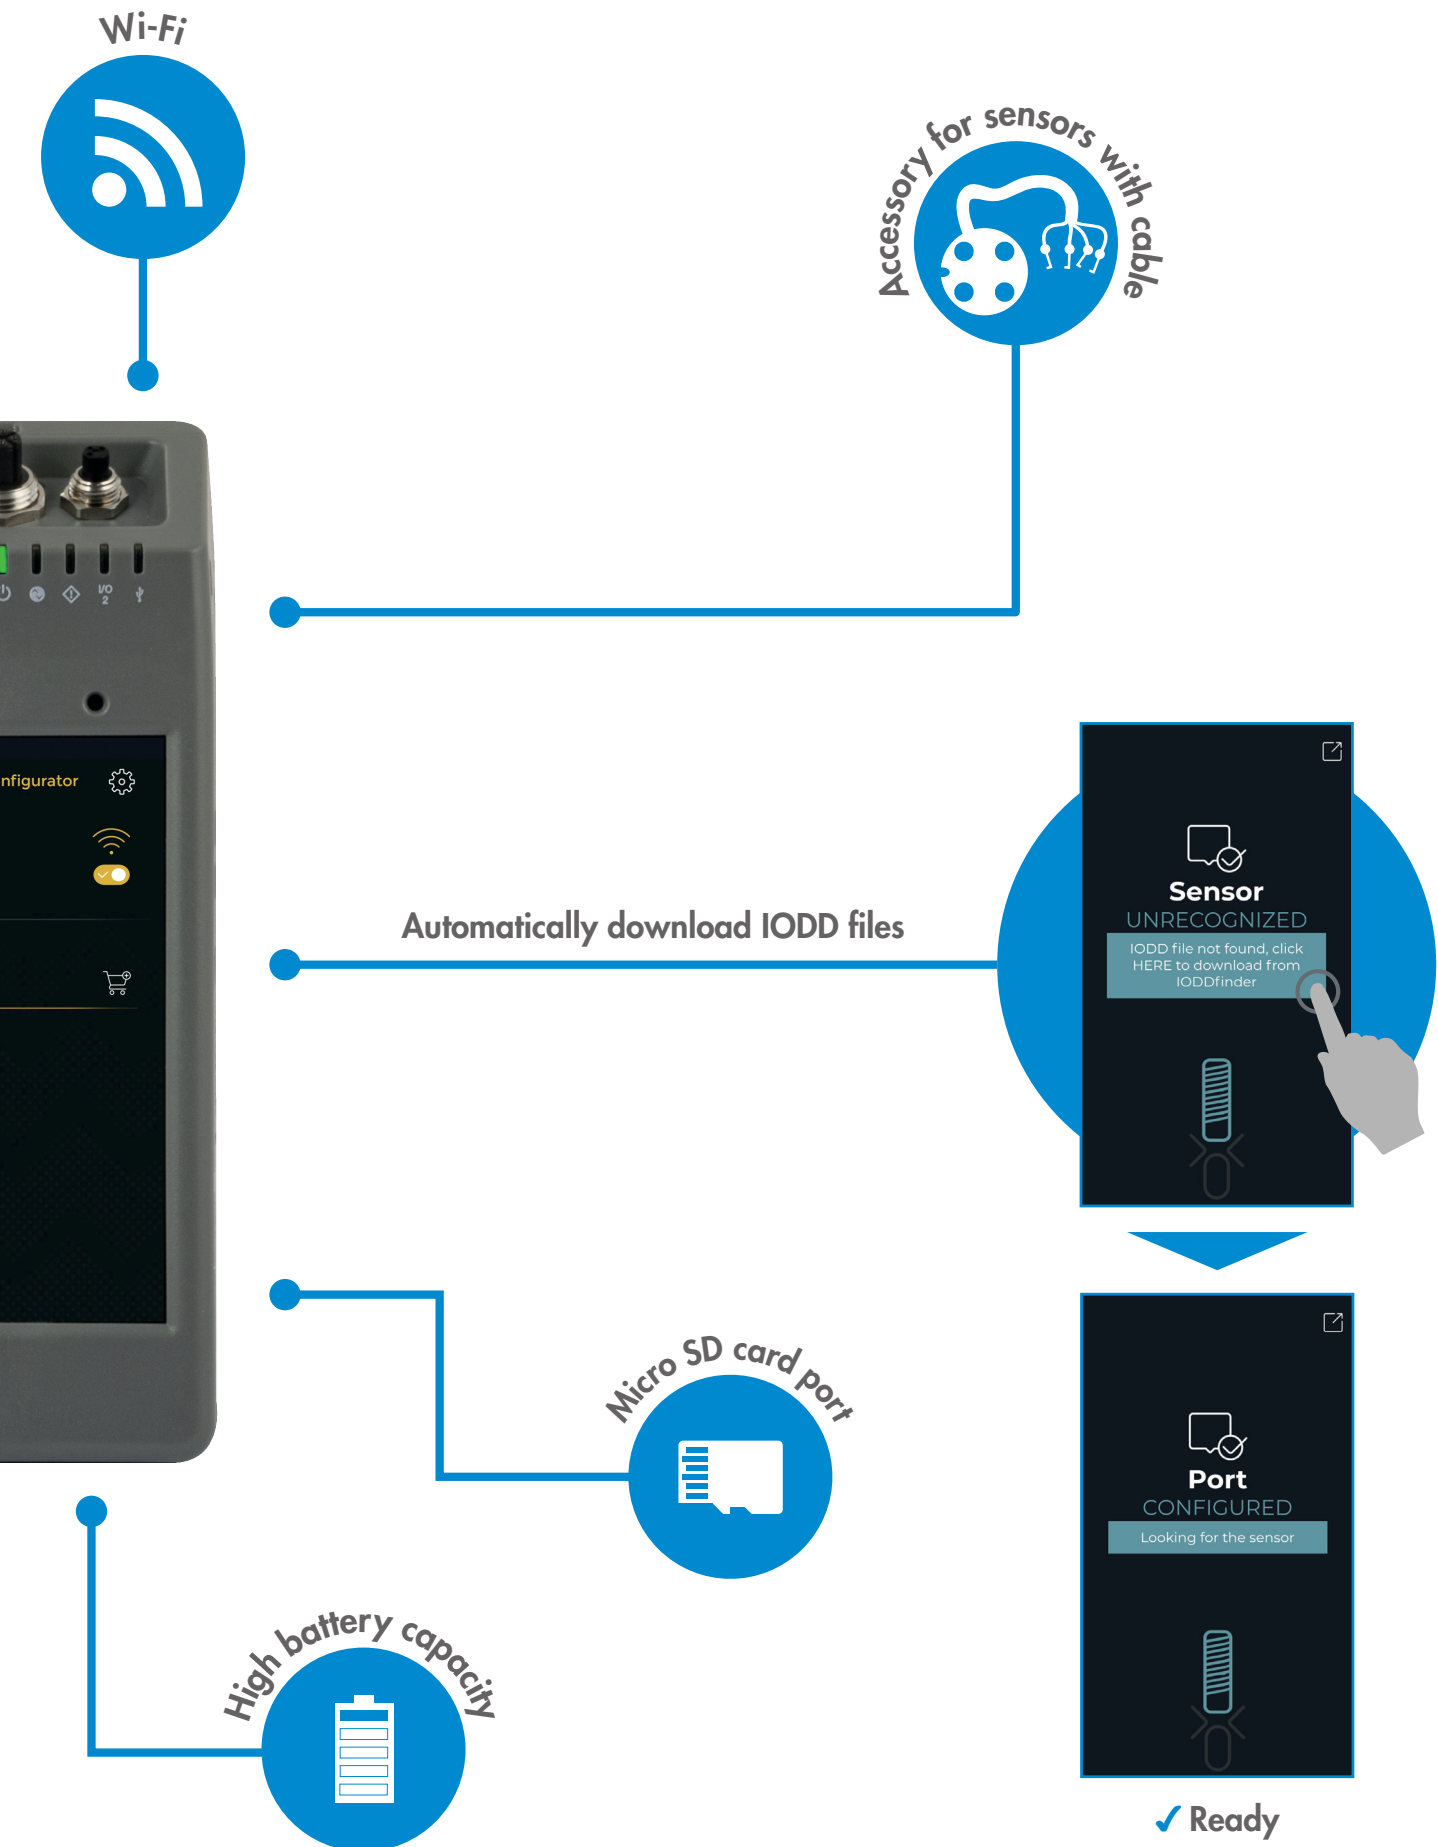 Wi-Fi
Accessory for sensors with cable
I/O
2
nfigurator
Automatically download IODD files
Sensor
UNRECOGNIZED
IODD file not found, click
HERE to download from
IODDfinder
Micro SD card port
Port
CONFIGURED
Looking for the sensor
High battery capacity
✓ Ready